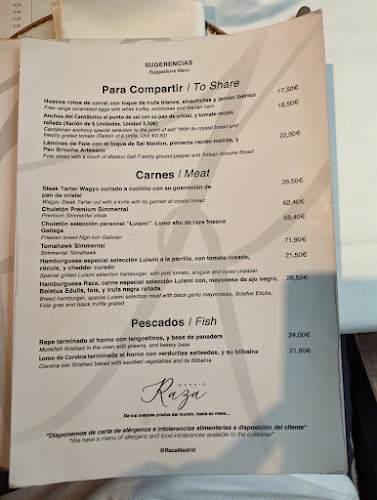 SUGERENCIAS
Suggestions Menu
Para Compartir / To Share
Huevos rotos de corral con toque de trufa blanca, alcachofas y jamón ibérico 17,50€
Free range scrambled eggs with white truffle, artichokes and Iberian ham.
Anchoa del Cantábrico al punto de sal con su pan de cristal, y tomate recién 18,50€
rallado (Ración de 6 Unidades, Unidad 3,50€)
Cantabrian anchovy special selection to the point of salt "With its crystal bread and
freshly grated tomato (Rations of 6 units. Unit €3.50)
Láminas de Foie con el toque de Sal Maldon, pimienta recién molida, y 22,50€
Pan Brioche Artesano
Foie slices with a touch of Maldon Salt Freshly ground pepper and Artisan Brioche Bread
Carnes / Meat
Steak Tartar Wagyu cortado a cuchillo con su guarnición de 26,50€
pan de cristal
Wagyu Steak Tartar cut with a knife with its garnish of crystal bread
Chuletón Premium Simmental 62,40€
Premium Simmental steak
Chuletón selección personal "Luismi". Lomo alto de raza frisona 68,40€
Gallega
Friesian breed high loin Galician
Tomahawk Simmental 71,90€
Simmental Tomahawk
Hamburguesa especial selección Luismi a la parrilla, con tomate rosado, 21,50€
rúcula, y cheddar curado
Special grilled Luismi selection hamburger, with pink tomato, arugula and cured cheddar
Hamburguesa Raza, carne especial selección Luismi con, mayonesa de ajo negro, 26,50€
Boletus Edulis, foie, y trufa negra rallada
Breed hamburger, special Luismi selection meat with black garlic mayonnaise, Boletus Edulis,
Foie gras and black truffle grated
Pescados / Fish
Rape terminado al horno con langostinos, y base de panadera 24,00€
Monkfish finished in the oven with prawns, and bakery base
Lomo de Corvina terminada al horno con verduritas salteadas, y su bilbaína 21,80€
Corvina loin finished baked with sautéed vegetables and its Bilbaína
Raza
De los mejores prados del mundo, hasta su mesa...
"Disponemos de carta de alérgenos e intolerancias alimentarias a disposición del cliente"
"We have a menu of allergens and food intolerances available to the customer"
@RazaMadrid